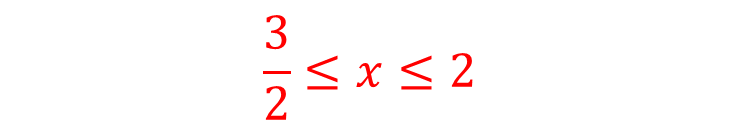 3/2 ≤ x ≤ 2